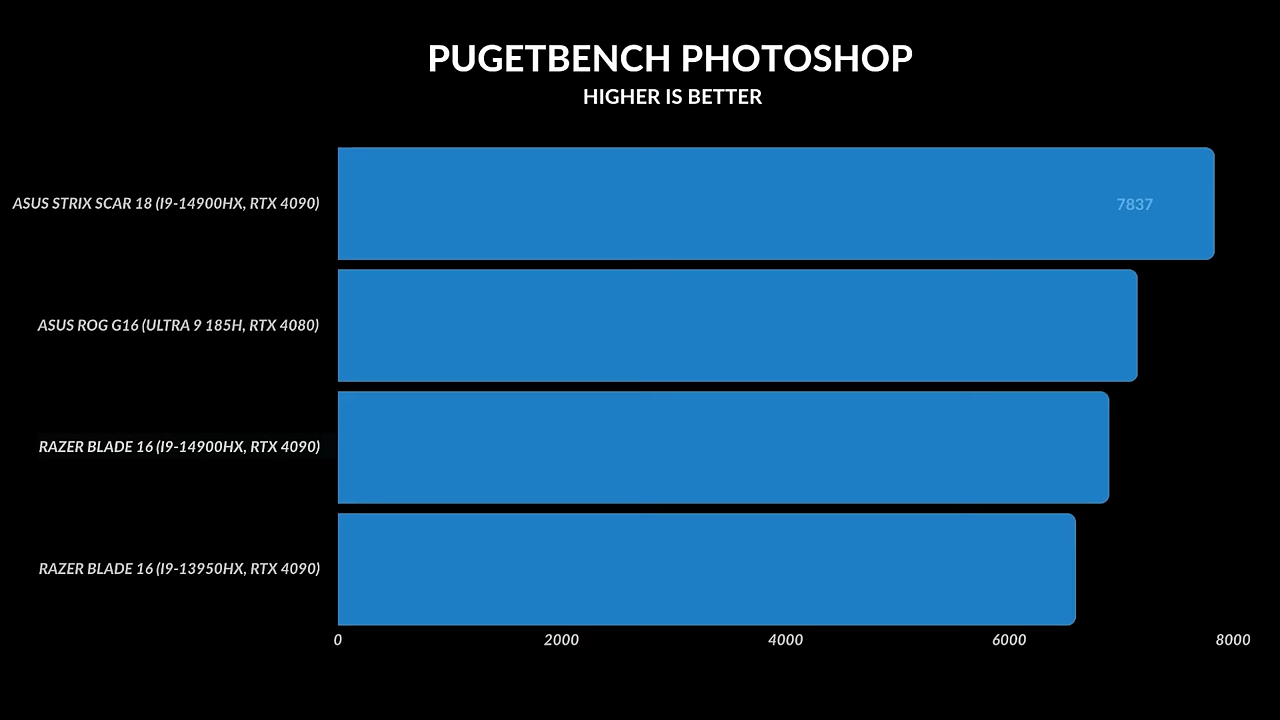 PUGETBENCH PHOTOSHOP
HIGHER IS BETTER
ASUS STRIX SCAR 18 (I9-14900HX, RTX 4090)
7837
ASUS ROG G16 (ULTRA 9 185H, RTX 4080)
RAZER BLADE 16 (I9-14900HX, RTX 4090)
RAZER BLADE 16 (I9-13950HX, RTX 4090)
0 2000 4000 6000 8000